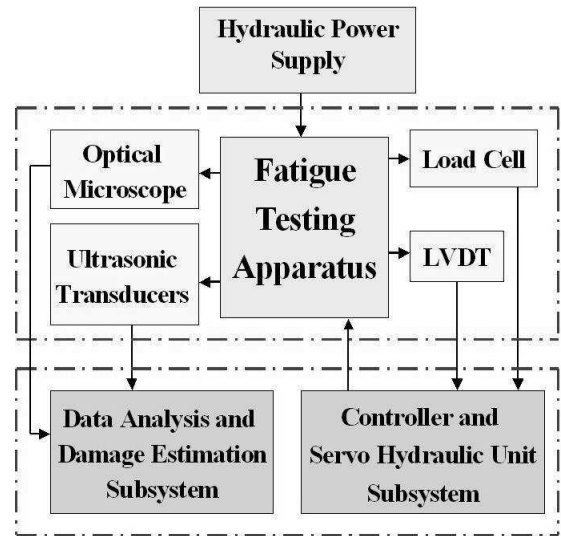 Hydraulic Power
Supply
Optical
Microscope
Fatigue
Testing
Apparatus
Load Cell
Ultrasonic
Transducers
LVDT
Data Analysis and
Damage Estimation
Subsystem
Controller and
Servo Hydraulic Unit
Subsystem